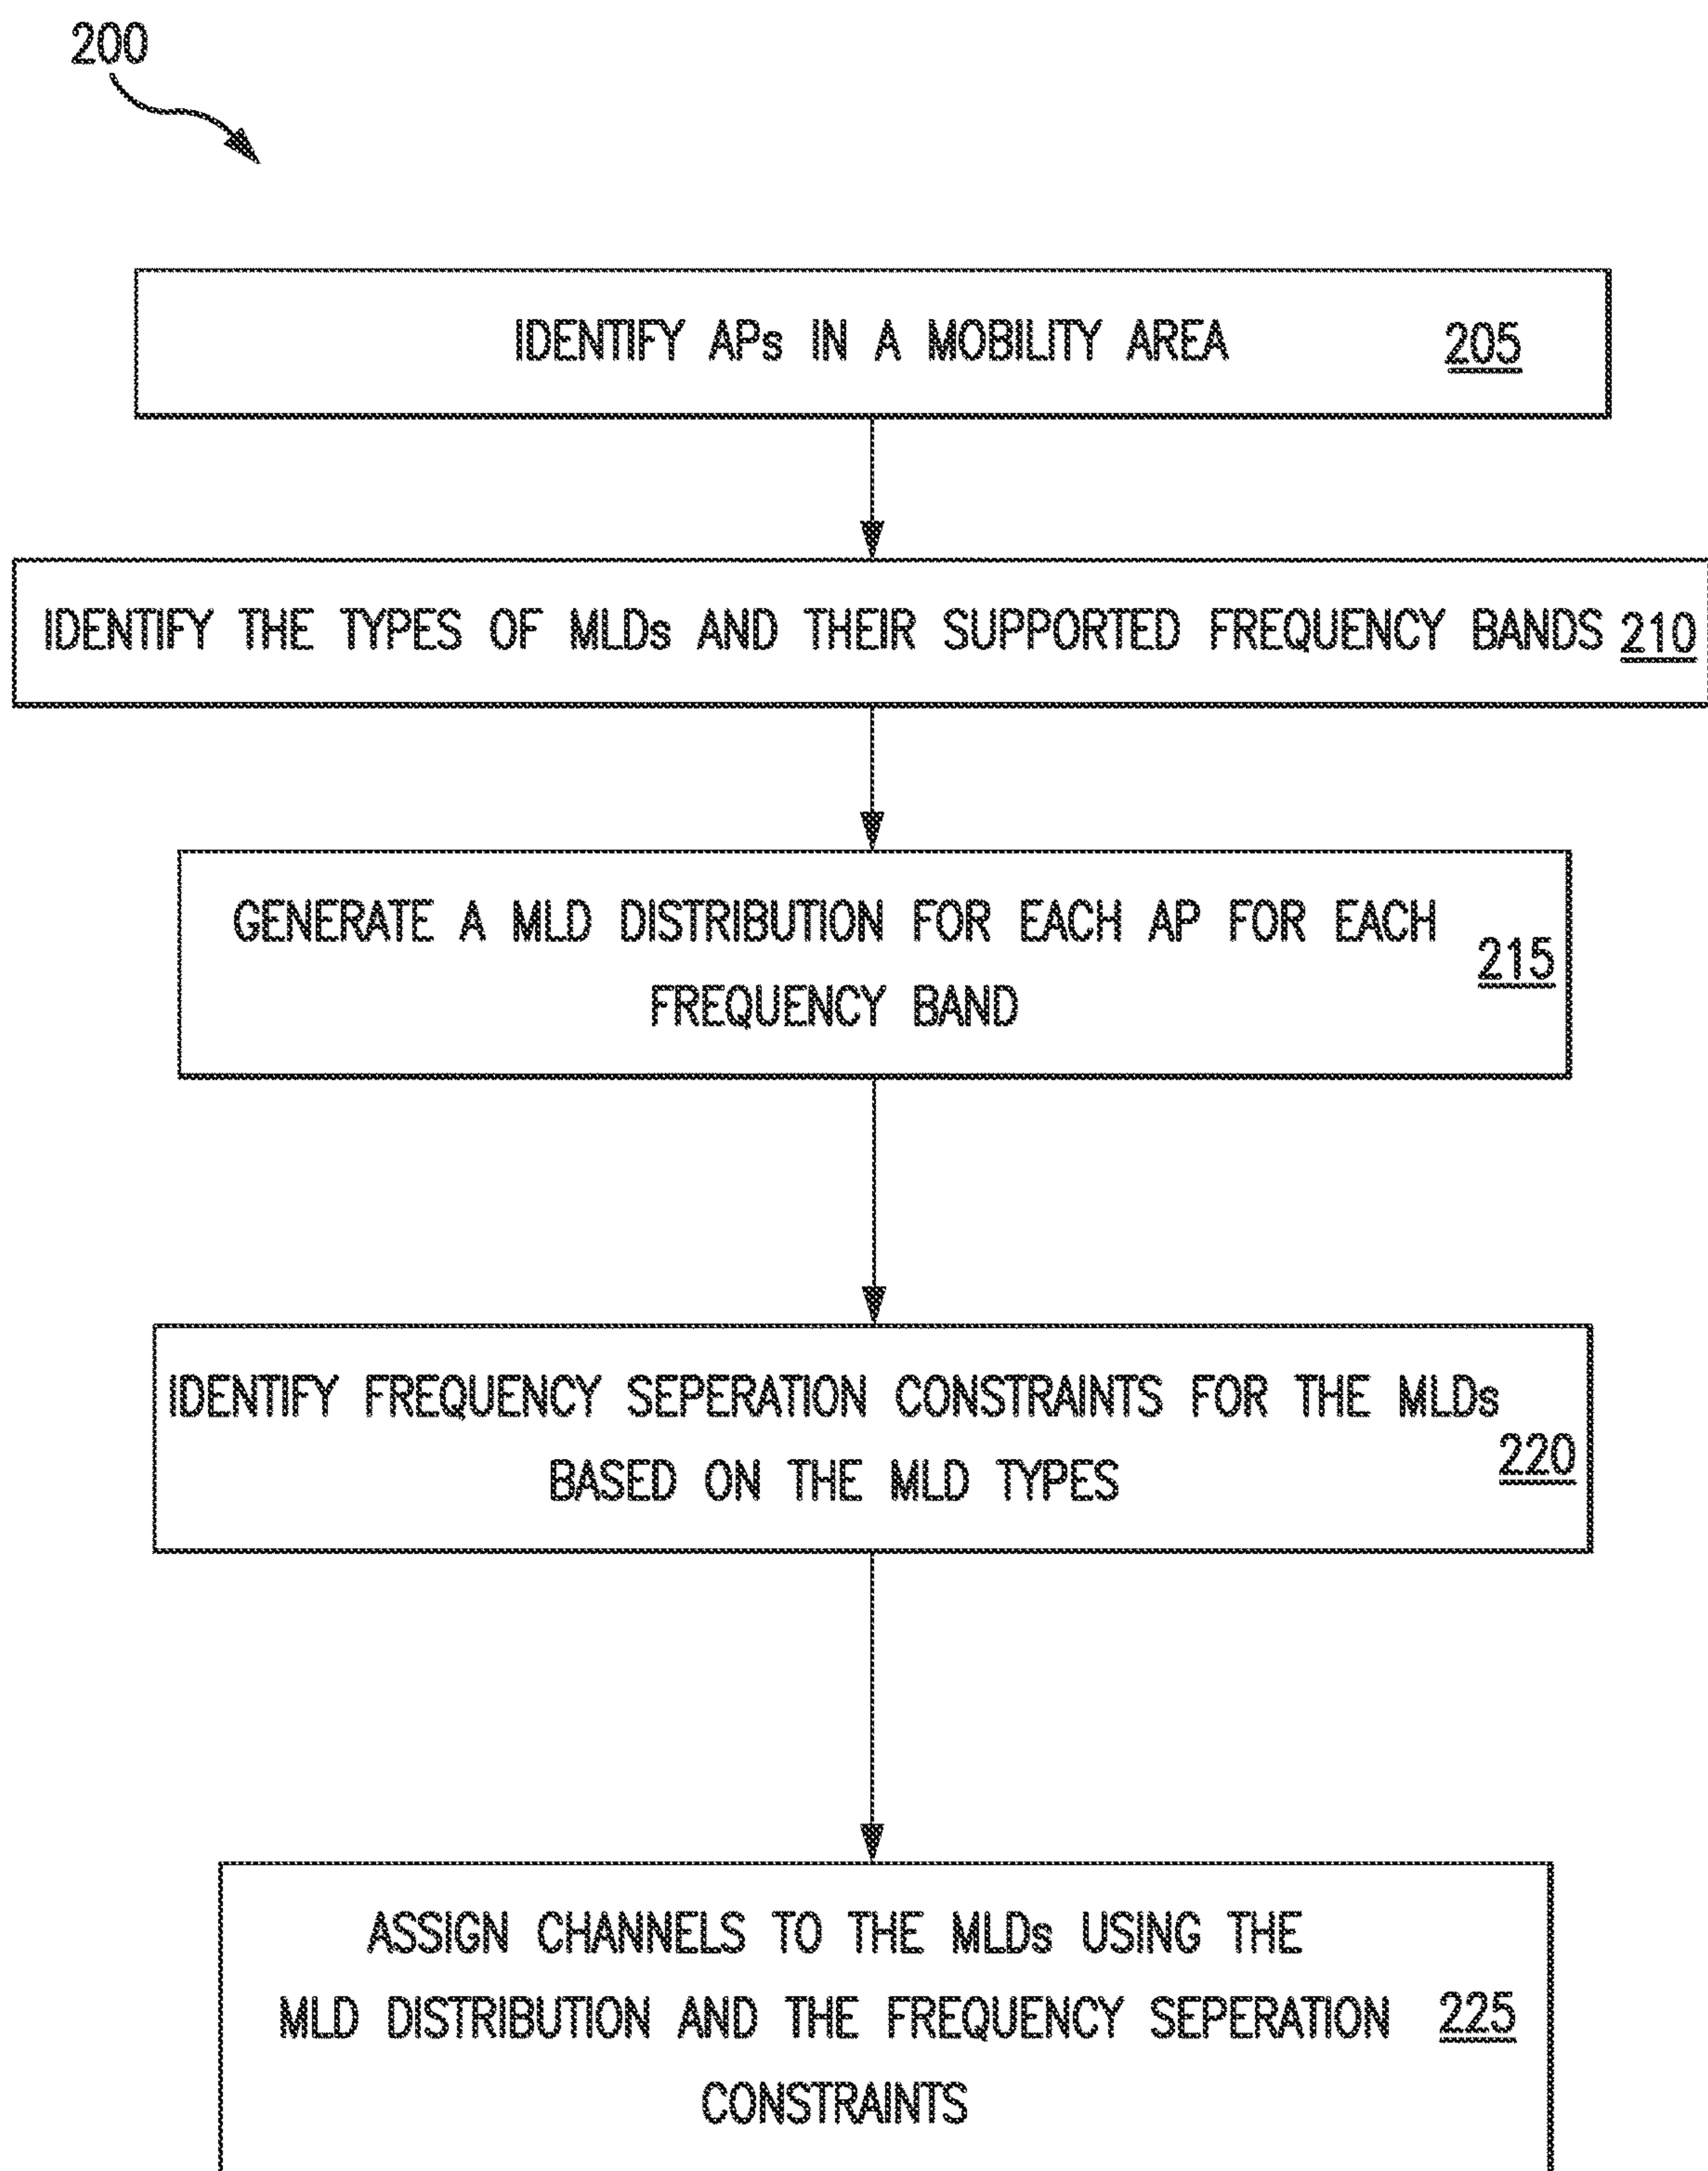 200
IDENTIFY APs IN A MOBILITY AREA 205
IDENTIFY THE TYPES OF MLDs AND THEIR SUPPORTED FREQUENCY BANDS 210
GENERATE A MLD DISTRIBUTION FOR EACH AP FOR EACH
FREQUENCY BAND
215
IDENTIFY FREQUENCY SEPERATION CONSTRAINTS FOR THE MLDs
BASED ON THE MLD TYPES
220
ASSIGN CHANNELS TO THE MLDs USING THE
MLD DISTRIBUTION AND THE FREQUENCY SEPERATION 225
CONSTRAINTS